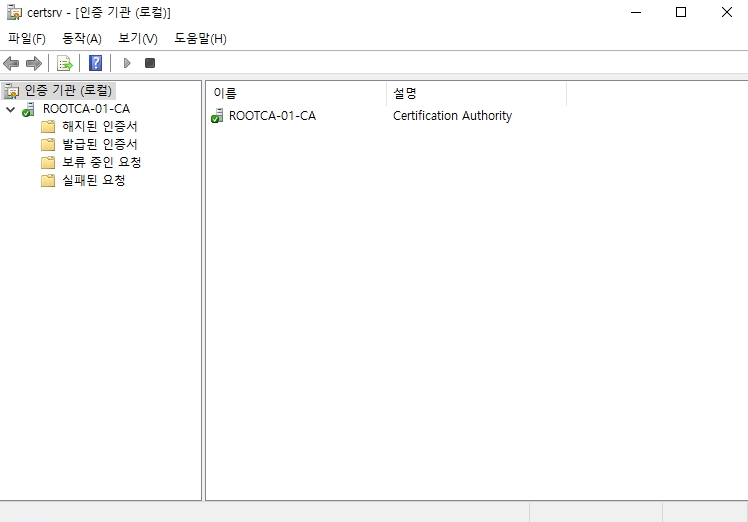 certsrv - [인증 기관 (로컬)]
파일(F) 동작(A) 보기(V) 도움말(H)
인증 기관 (로컬)
ROOTCA-01-CA
해지된 인증서
발급된 인증서
보류 중인 요청
실패된 요청
이름 설명
ROOTCA-01-CA Certification Authority